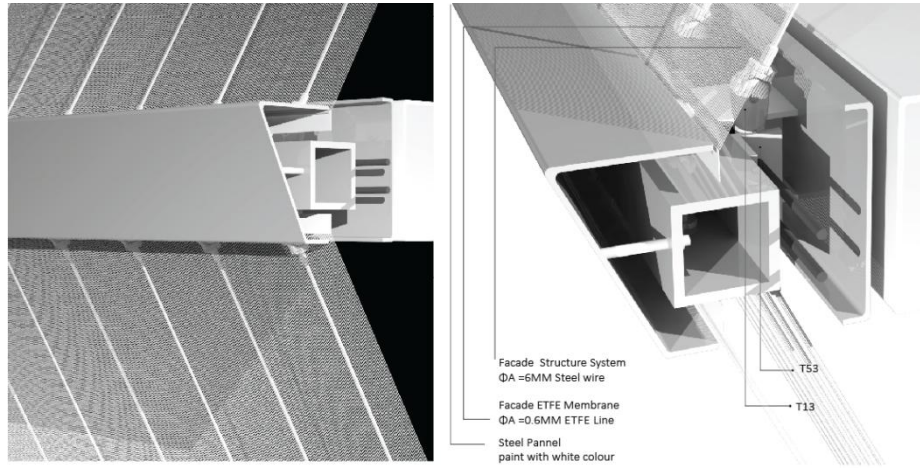 Facade Structure System
ΦA =6MM Steel wire
Facade ETFE Membrane
ΦA =0.6MM ETFE Line
Steel Pannel
paint with white colour
T53
T13